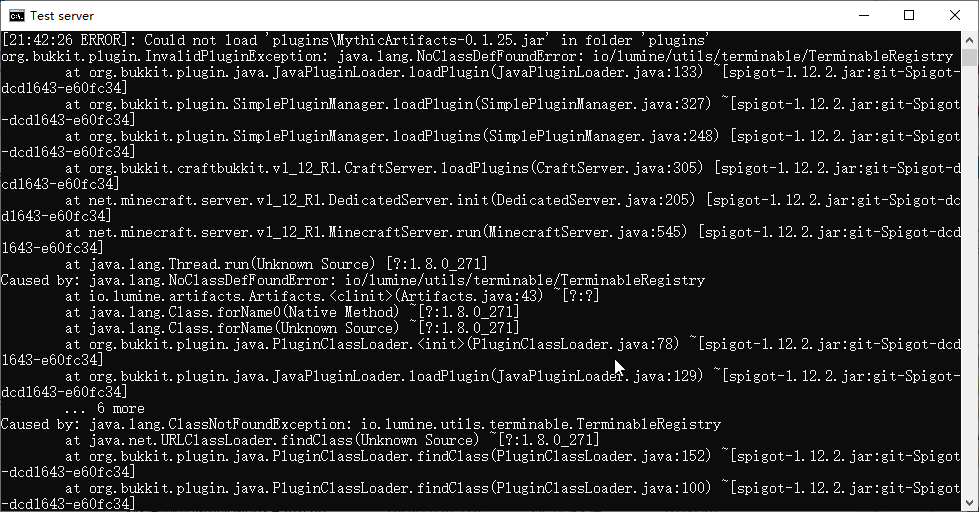 Test server
[21:42:26 ERROR]: Could not load 'plugins\MythicArtifacts-0.1.25.jar' in folder 'plugins'
org.bukkit.plugin.InvalidPluginException: java.lang.NoClassDefFoundError: io/lumine/utils/terminable/TerminableRegistry
at org.bukkit.plugin.java.JavaPluginLoader.loadPlugin(JavaPluginLoader.java:133) ~[spigot-1.12.2.jar:git-Spigot-
dcd1643-e60fc34]
at org.bukkit.plugin.SimplePluginManager.loadPlugin(SimplePluginManager.java:327) ~[spigot-1.12.2.jar:git-Spigot
-dcd1643-e60fc34]
at org.bukkit.plugin.SimplePluginManager.loadPlugins(SimplePluginManager.java:248) [spigot-1.12.2.jar:git-Spigot
-dcd1643-e60fc34]
at org.bukkit.craftbukkit.v1_12_R1.CraftServer.loadPlugins(CraftServer.java:305) [spigot-1.12.2.jar:git-Spigot-d
cd1643-e60fc34]
at net.minecraft.server.v1_12_R1.DedicatedServer.init(DedicatedServer.java:205) [spigot-1.12.2.jar:git-Spigot-dc
d1643-e60fc34]
at net.minecraft.server.v1_12_R1.MinecraftServer.run(MinecraftServer.java:545) [spigot-1.12.2.jar:git-Spigot-dcd
1643-e60fc34]
at java.lang.Thread.run(Unknown Source) [?:1.8.0_271]
Caused by: java.lang.NoClassDefFoundError: io/lumine/utils/terminable/TerminableRegistry
at io.lumine.artifacts.Artifacts.<clinit>(Artifacts.java:43) ~[?:?]
at java.lang.Class.forName0(Native Method) ~[?:1.8.0_271]
at java.lang.Class.forName(Unknown Source) ~[?:1.8.0_271]
at org.bukkit.plugin.java.PluginClassLoader.<init>(PluginClassLoader.java:78) ~[spigot-1.12.2.jar:git-Spigot-dcd
1643-e60fc34]
at org.bukkit.plugin.java.JavaPluginLoader.loadPlugin(JavaPluginLoader.java:129) ~[spigot-1.12.2.jar:git-Spigot-
dcd1643-e60fc34]
... 6 more
Caused by: java.lang.ClassNotFoundException: io.lumine.utils.terminable.TerminableRegistry
at java.net.URLClassLoader.findClass(Unknown Source) ~[?:1.8.0_271]
at org.bukkit.plugin.java.PluginClassLoader.findClass(PluginClassLoader.java:152) ~[spigot-1.12.2.jar:git-Spigot
-dcd1643-e60fc34]
at org.bukkit.plugin.java.PluginClassLoader.findClass(PluginClassLoader.java:100) ~[spigot-1.12.2.jar:git-Spigot
-dcd1643-e60fc34]